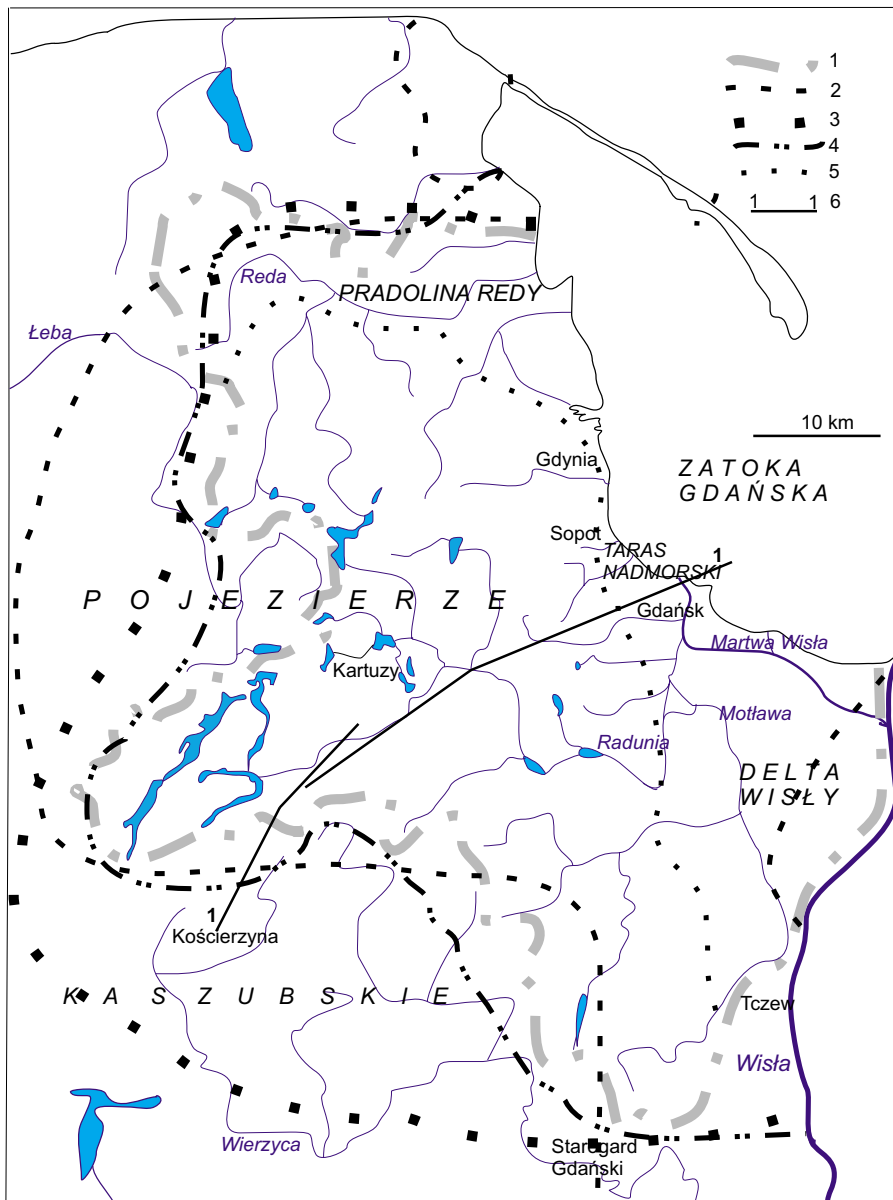 1
2
3
4
5
1 1 6
Reda
PRADOLINA REDY
Łeba
10 km
Gdynia
ZATOKA
GDAŃSKA
Sopot
TARAS
NADMORSKI
1
POJEZIERZE
Gdańsk
Martwa Wisła
Kartuzy
Motława
Radunia
DELTA
WISŁY
1
Kościerzyna
KASZUBSKIE
Tczew
Wisła
Wierzyca
Starogard
Gdański